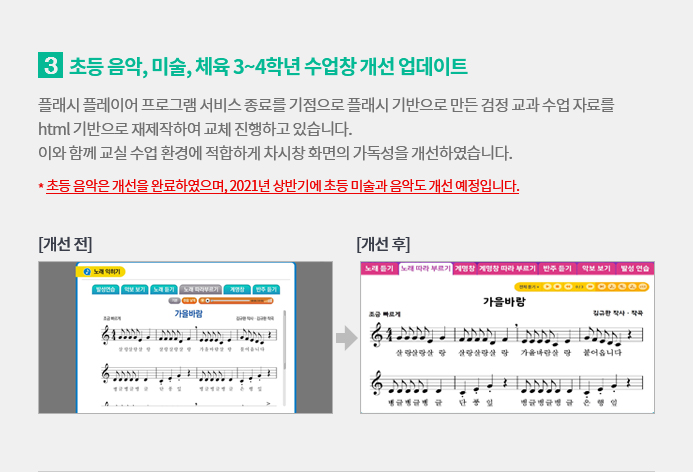 3 초등 음악, 미술, 체육 3~4학년 수업창 개선 업데이트
플래시 플레이어 프로그램 서비스 종료를 기점으로 플래시 기반으로 만든 검정 교과 수업 자료를
html 기반으로 재제작하여 교체 진행하고 있습니다.
이와 함께 교실 수업 환경에 적합하게 차시창 화면의 가독성을 개선하였습니다.
* 초등 음악은 개선을 완료하였으며, 2021년 상반기에 초등 미술과 음악도 개선 예정입니다.
[개선 전]
노래 익히기
발성연습 악보 보기 노래 듣기 노래 따라부르기 계명창 반주 듣기
가을바람
조금 빠르게 김규환 작사·김규환 작곡
살랑살랑살 랑 살랑살랑살 랑 가을바람살 랑 불어옵니다
뱅글뱅글뱅 글 단 풍 잎 뱅글뱅글뱅 글 은 행 잎
[개선 후]
노래 듣기 노래 따라 부르기 계명창 계명창 따라 부르기 반주 듣기 악보 보기 발성 연습
가을바람
조금 빠르게 김규환 작사·작곡
살랑살랑살 랑 살랑살랑살 랑 가을바람살 랑 불어옵니다
뱅글뱅글뱅 글 단 풍 잎 뱅글뱅글뱅 글 은 행 잎